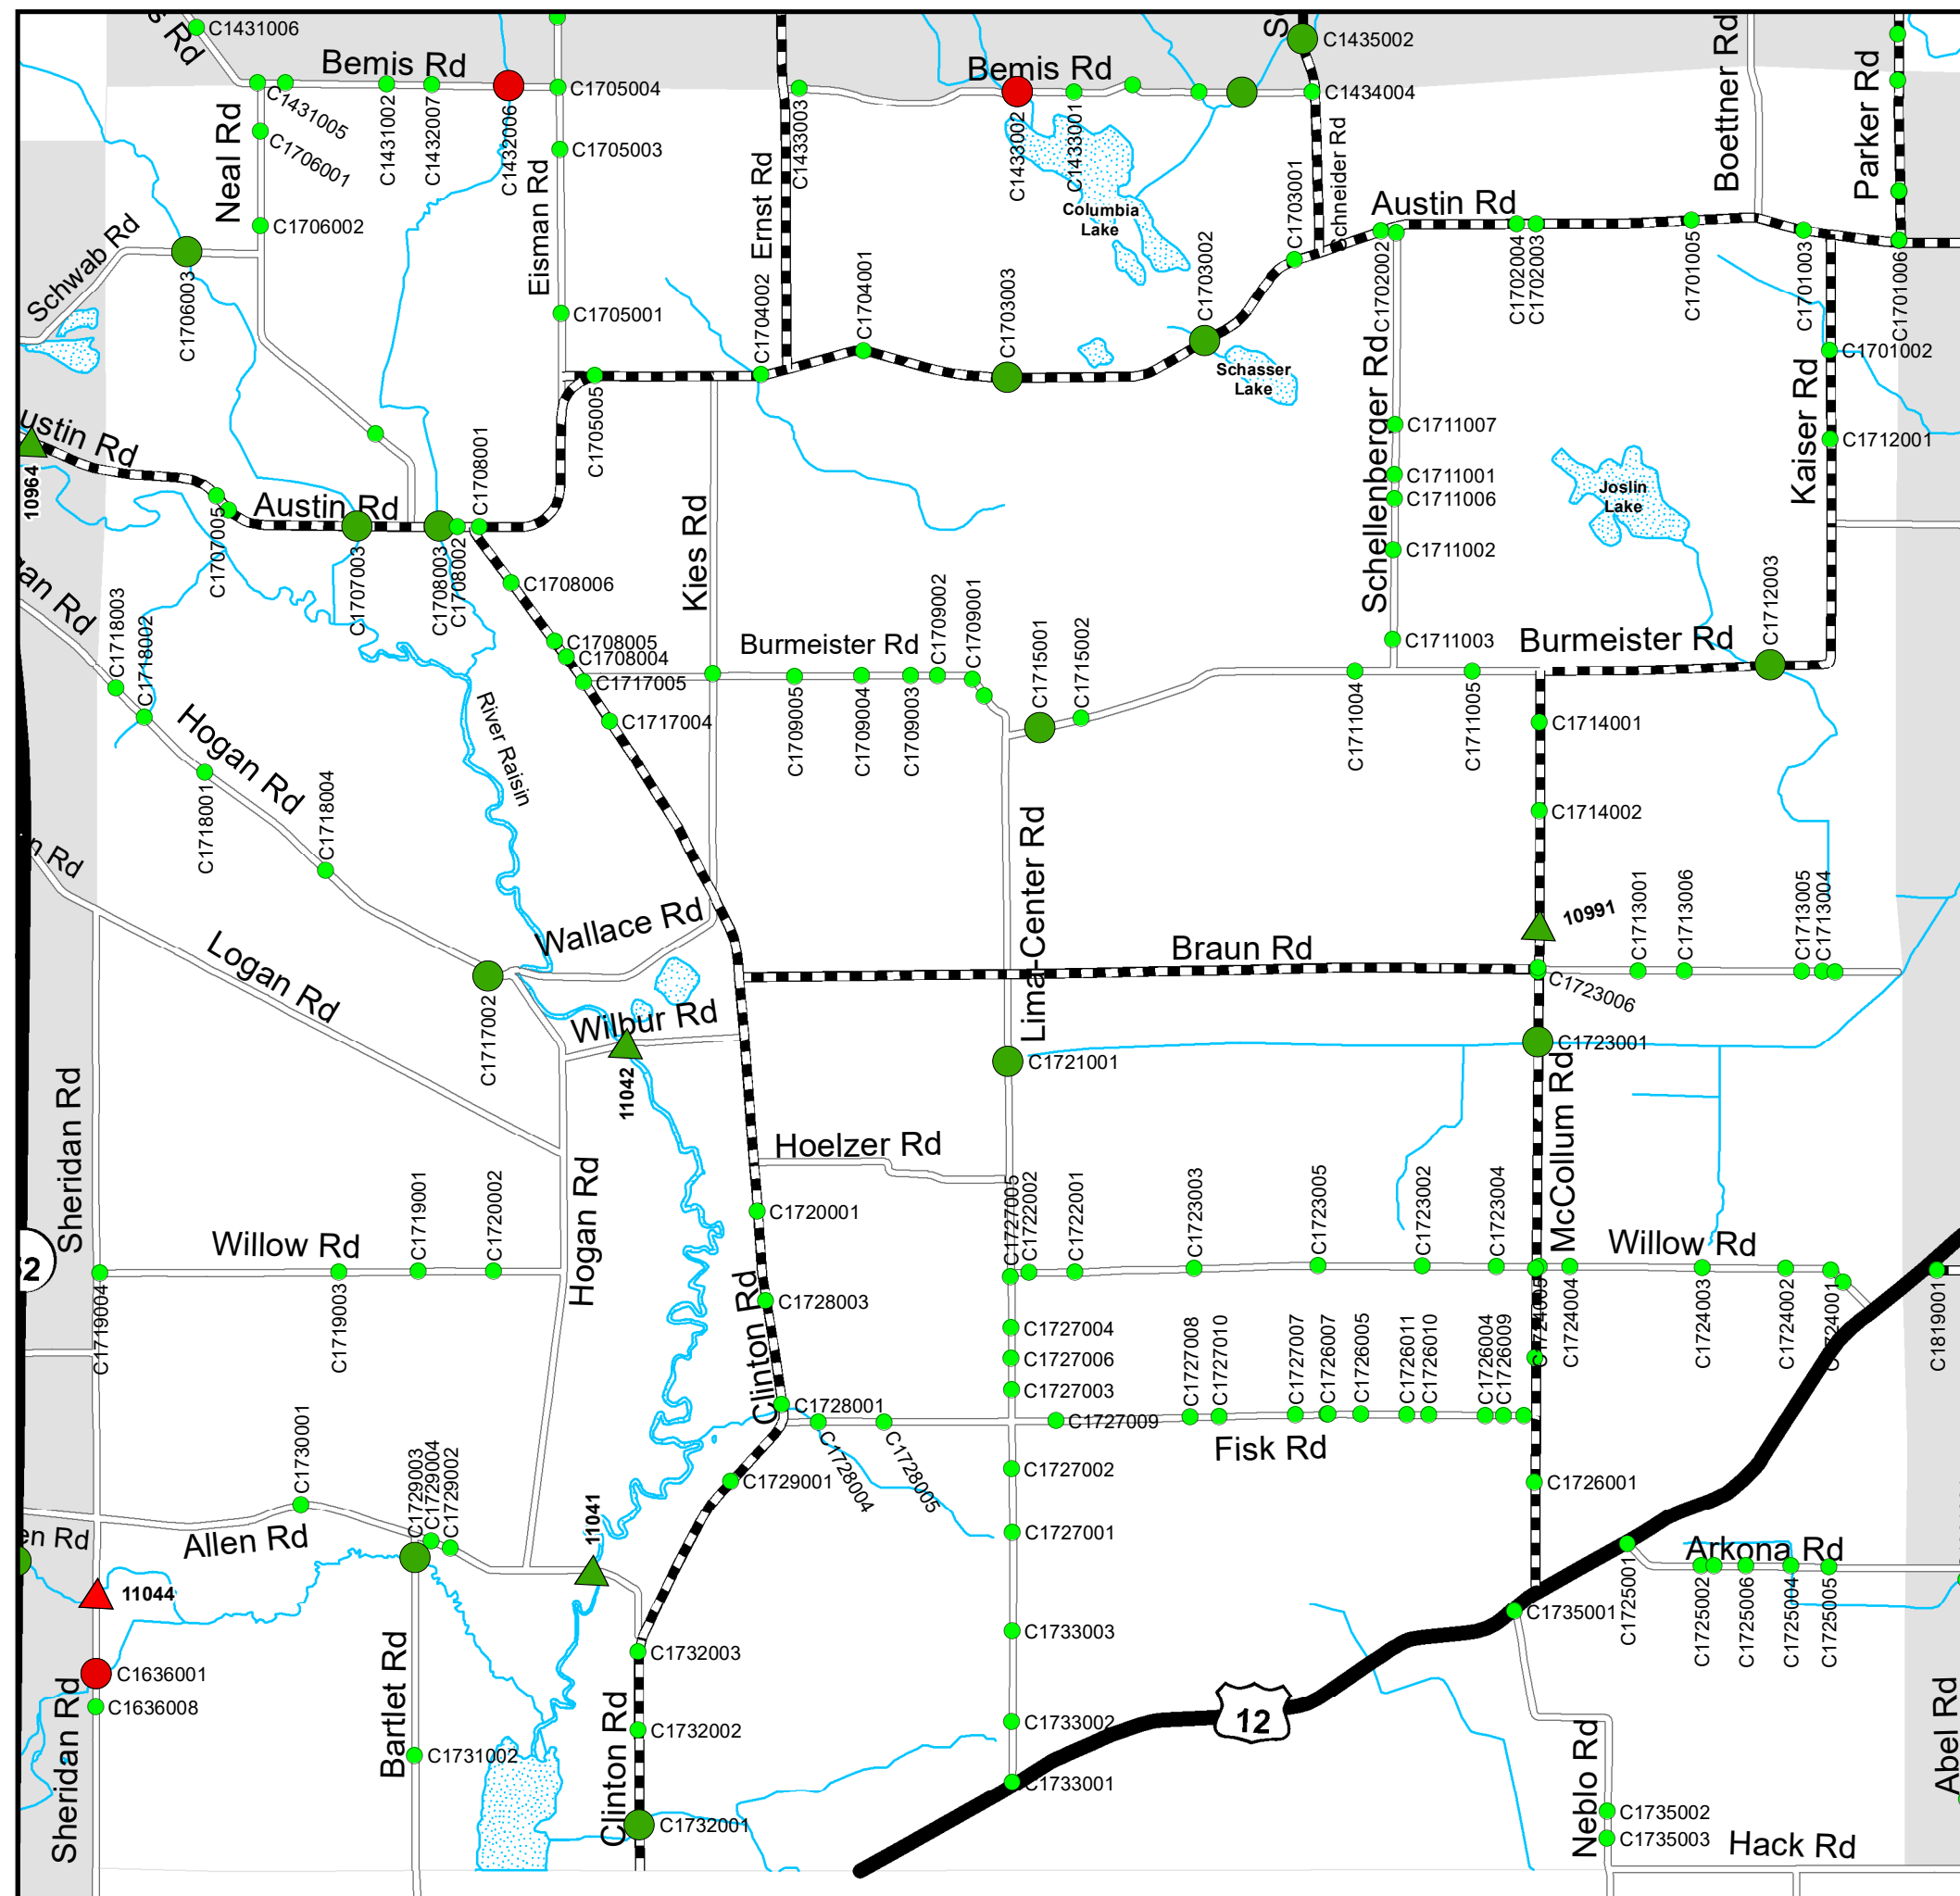 C1431006
s Rd
Bemis Rd
C1431005
C1431002
C1432007
C1432006
C1705004
C1433003
Bemis Rd
C1433002
C1433001
C1435002
C1434004
Boettner Rd
Parker Rd
Neal Rd
C1706001
C1706002
Eisman Rd
C1705003
C1705001
Ernst Rd
Columbia
Lake
Schneider Rd
C1703001
Austin Rd
C1702002
C1702004
C1702003
C1701005
C1701003
C1701006
Schwab Rd
C1706003
C1704002
C1704001
C1703003
C1703002
Schasser
Lake
C1701002
Kaiser Rd
C1712001
ustin Rd
10964
C1707005
Austin Rd
C1707003
C1708003
C1708002
C1708001
C1705005
Kies Rd
Schellenberger Rd
C1711007
C1711001
C1711006
C1711002
C1711003
Joslin
Lake
gan Rd
C1718003
C1718002
C1708006
C1708005
C1708004
C1717005
C1717004
Burmeister Rd
C1709005
C1709004
C1709003
C1709002
C1709001
C1715001
C1715002
C1711004
C1711005
Burmeister Rd
C1712003
C1714001
C1714002
Hogan Rd
C1718001
C1718004
River Raisin
n Rd
Logan Rd
Wallace Rd
C1717002
Wilbur Rd
11042
Lima-Center Rd
Braun Rd
10991
C1713001
C1713006
C1713005
C1713004
C1723006
C1723001
C1721001
McCollum Rd
Sheridan Rd
Hoelzer Rd
Hogan Rd
C1720001
Willow Rd
C1719004
C1719003
C1719001
C1720002
C1727005
C1722002
C1722001
C1723003
C1723005
C1723002
C1723004
C1724005
C1724004
Willow Rd
C1724003
C1724002
C1724001
C1819001
52
Clinton Rd
C1728003
C1728001
C1728004
C1728005
C1727004
C1727006
C1727003
C1727009
C1727008
C1727010
C1727007
C1726007
C1726005
C1726011
C1726010
C1726004
C1726009
Fisk Rd
C1727002
C1726001
C1729001
C1727001
C1730001
C1729003
C1729004
C1729002
11041
en Rd
Allen Rd
11044
C1725001
Arkona Rd
C1725002
C1725006
C1725004
C1725005
C1735001
C1636001
C1636008
Sheridan Rd
Bartlet Rd
C1731002
C1732003
C1732002
Clinton Rd
C1732001
C1733003
C1733002
C1733001
12
Neblo Rd
C1735002
C1735003
Hack Rd
Abel Rd